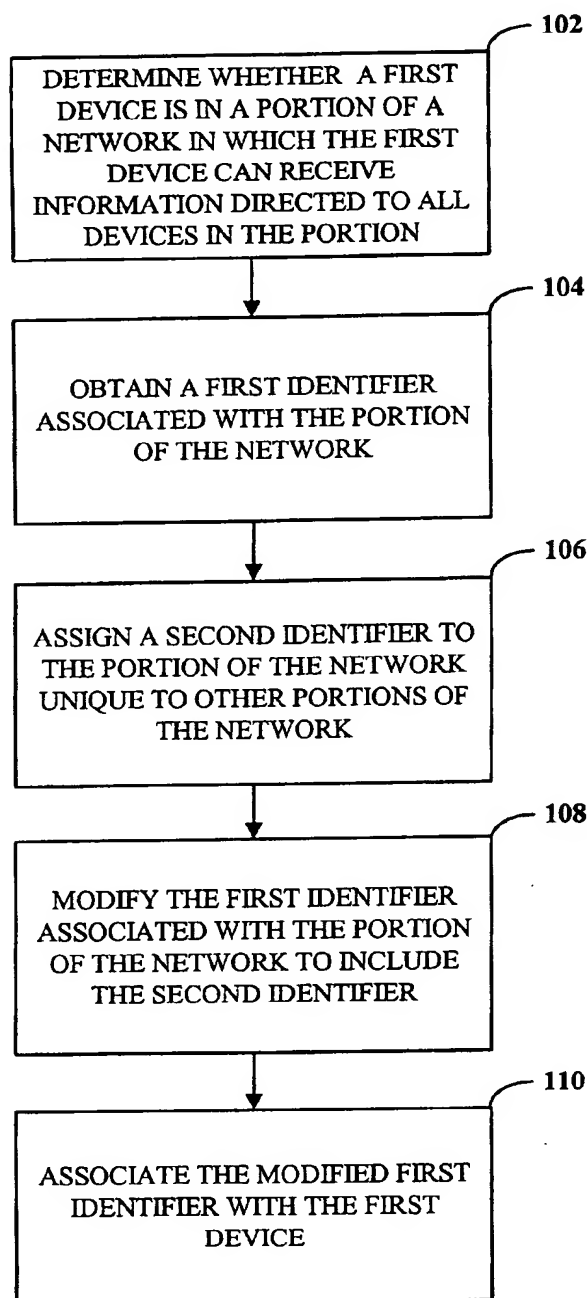 102
DETERMINE WHETHER A FIRST
DEVICE IS IN A PORTION OF A
NETWORK IN WHICH THE FIRST
DEVICE CAN RECEIVE
INFORMATION DIRECTED TO ALL
DEVICES IN THE PORTION
104
OBTAIN A FIRST IDENTIFIER
ASSOCIATED WITH THE PORTION
OF THE NETWORK
106
ASSIGN A SECOND IDENTIFIER TO
THE PORTION OF THE NETWORK
UNIQUE TO OTHER PORTIONS OF
THE NETWORK
108
MODIFY THE FIRST IDENTIFIER
ASSOCIATED WITH THE PORTION
OF THE NETWORK TO INCLUDE
THE SECOND IDENTIFIER
110
ASSOCIATE THE MODIFIED FIRST
IDENTIFIER WITH THE FIRST
DEVICE